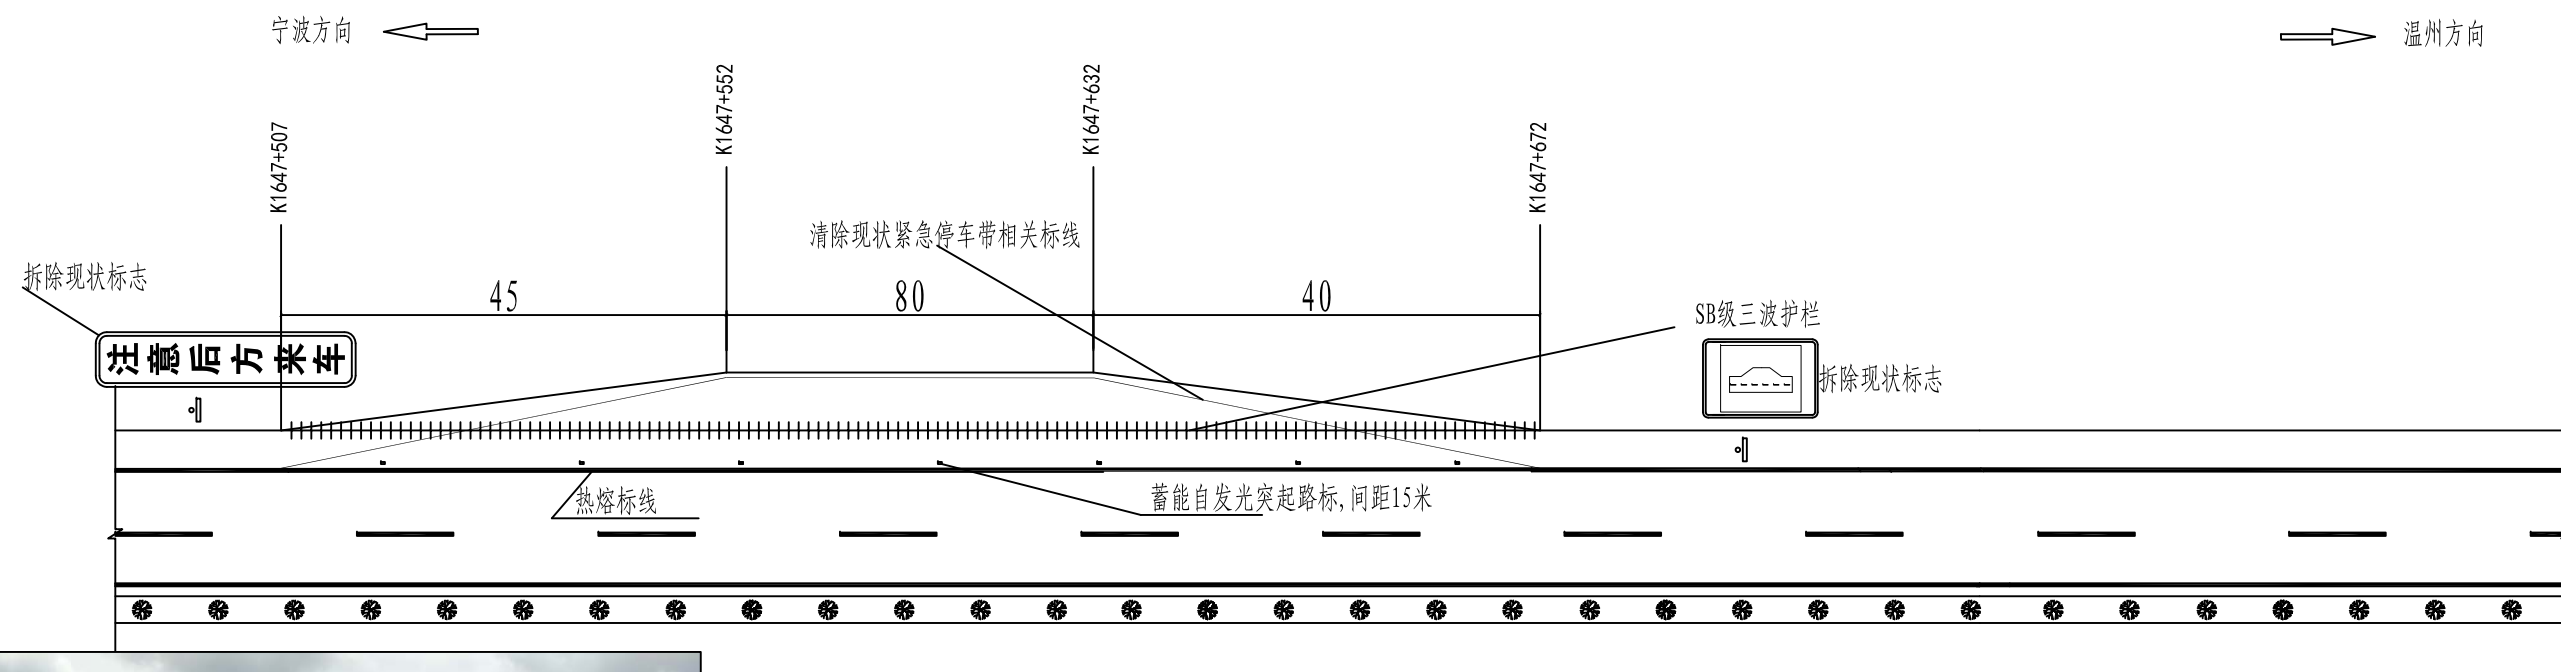 宁波方向
温州方向
K1647+552
K1647+632
K1647+507
K1647+672
清除现状紧急停车带相关标线
拆除现状标志
45
80
40
SB级三波护栏
注意后方来车
拆除现状标志
热熔标线
蓄能自发光突起路标,间距15米